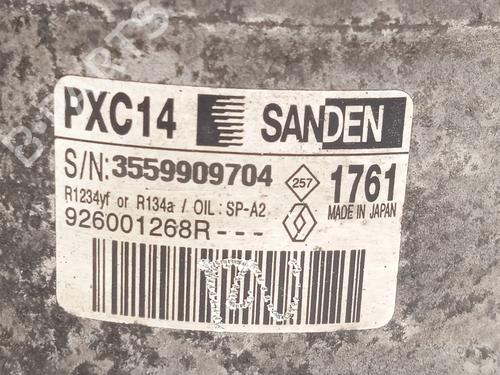 PXC14 SANDEN
S/N: 3559909704 257 1761
R1234yf or R134a / OIL: SP-A2 MADE IN JAPAN
926001268R---